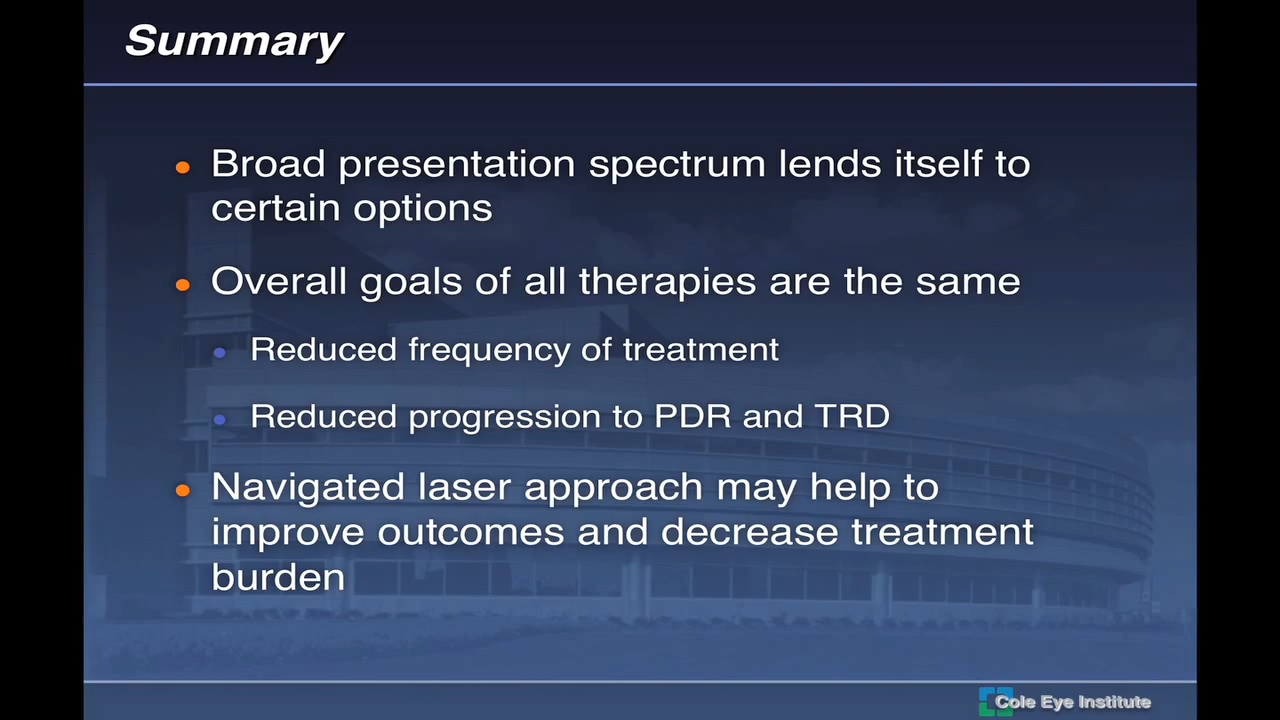 Summary
Broad presentation spectrum lends itself to
certain options
Overall goals of all therapies are the same
Reduced frequency of treatment
Reduced progression to PDR and TRD
Navigated laser approach may help to
improve outcomes and decrease treatment
burden
Cole Eye Institute